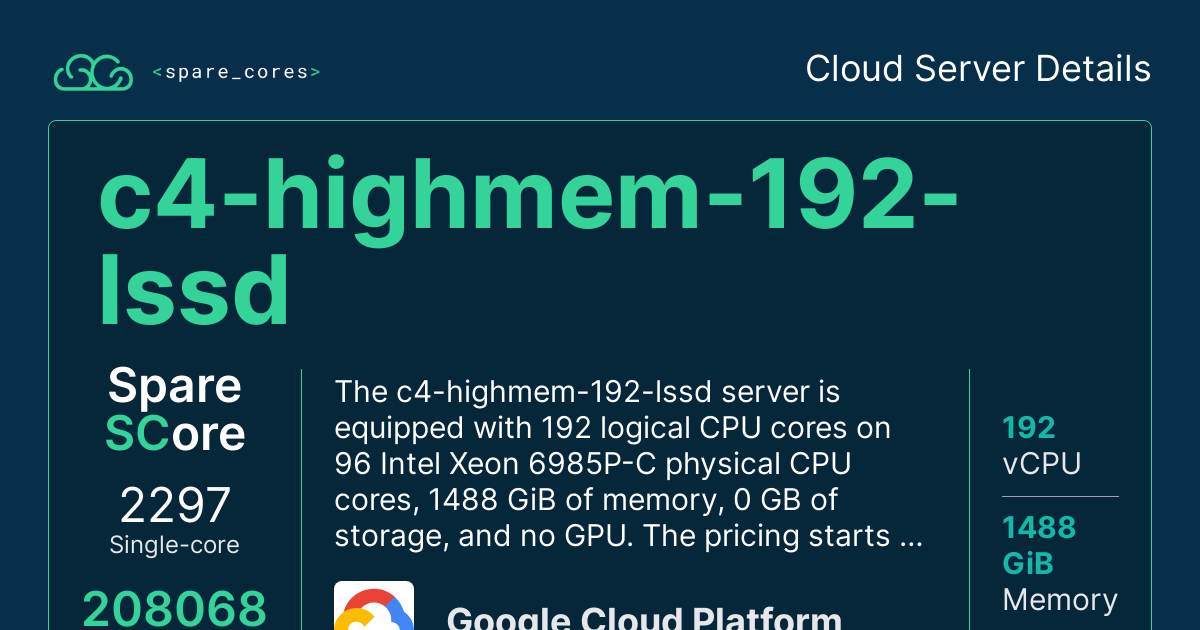 <spare_cores>
Cloud Server Details
c4-highmem-192-
lssd
Spare
SCore
2297
Single-core
208068
The c4-highmem-192-lssd server is
equipped with 192 logical CPU cores on
96 Intel Xeon 6985P-C physical CPU
cores, 1488 GiB of memory, 0 GB of
storage, and no GPU. The pricing starts ...
Google Cloud Platform
192
vCPU
1488
GiB
Memory